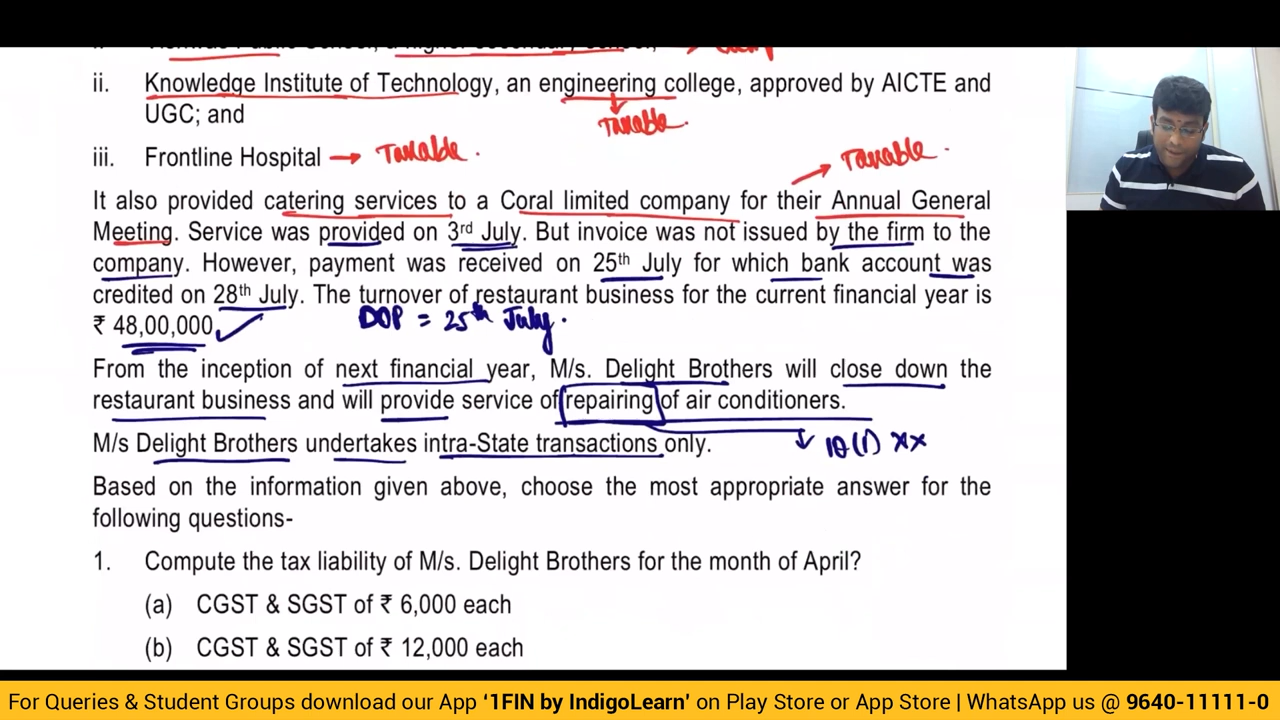 ii. Knowledge Institute of Technology, an engineering college, approved by AICTE and
UGC; and
Taxable.
iii. Frontline Hospital → Taxable.
Taxable.
It also provided catering services to a Coral limited company for their Annual General
Meeting. Service was provided on 3rd July. But invoice was not issued by the firm to the
company. However, payment was received on 25th July for which bank account was
credited on 28th July. The turnover of restaurant business for the current financial year is
₹ 48,00,000
DOP = 25th July.
From the inception of next financial year, M/s. Delight Brothers will close down the
restaurant business and will provide service of repairing of air conditioners.
M/s Delight Brothers undertakes intra-State transactions only.
10(1) xx
Based on the information given above, choose the most appropriate answer for the
following questions-
1. Compute the tax liability of M/s. Delight Brothers for the month of April?
(a) CGST & SGST of ₹ 6,000 each
(b) CGST & SGST of ₹ 12,000 each
For Queries & Student Groups download our App ‘1FIN by IndigoLearn’ on Play Store or App Store | WhatsApp us @ 9640-11111-0